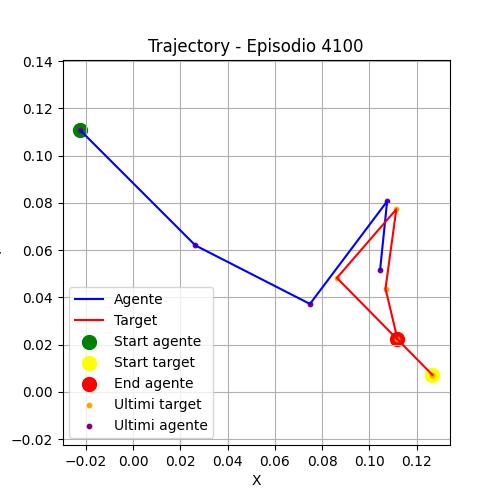 Trajectory - Episodio 4100
0.14
0.12
0.10
0.08
0.06
0.04
0.02
0.00
−0.02
Agente
Target
Start agente
Start target
End agente
Ultimi target
Ultimi agente
−0.02 0.00 0.02 0.04 0.06 0.08 0.10 0.12
X